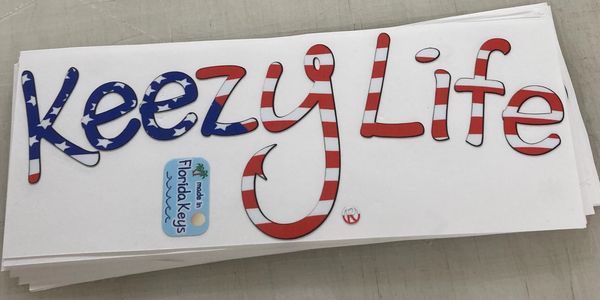 Keezy Life
made in
Florida Keys
R